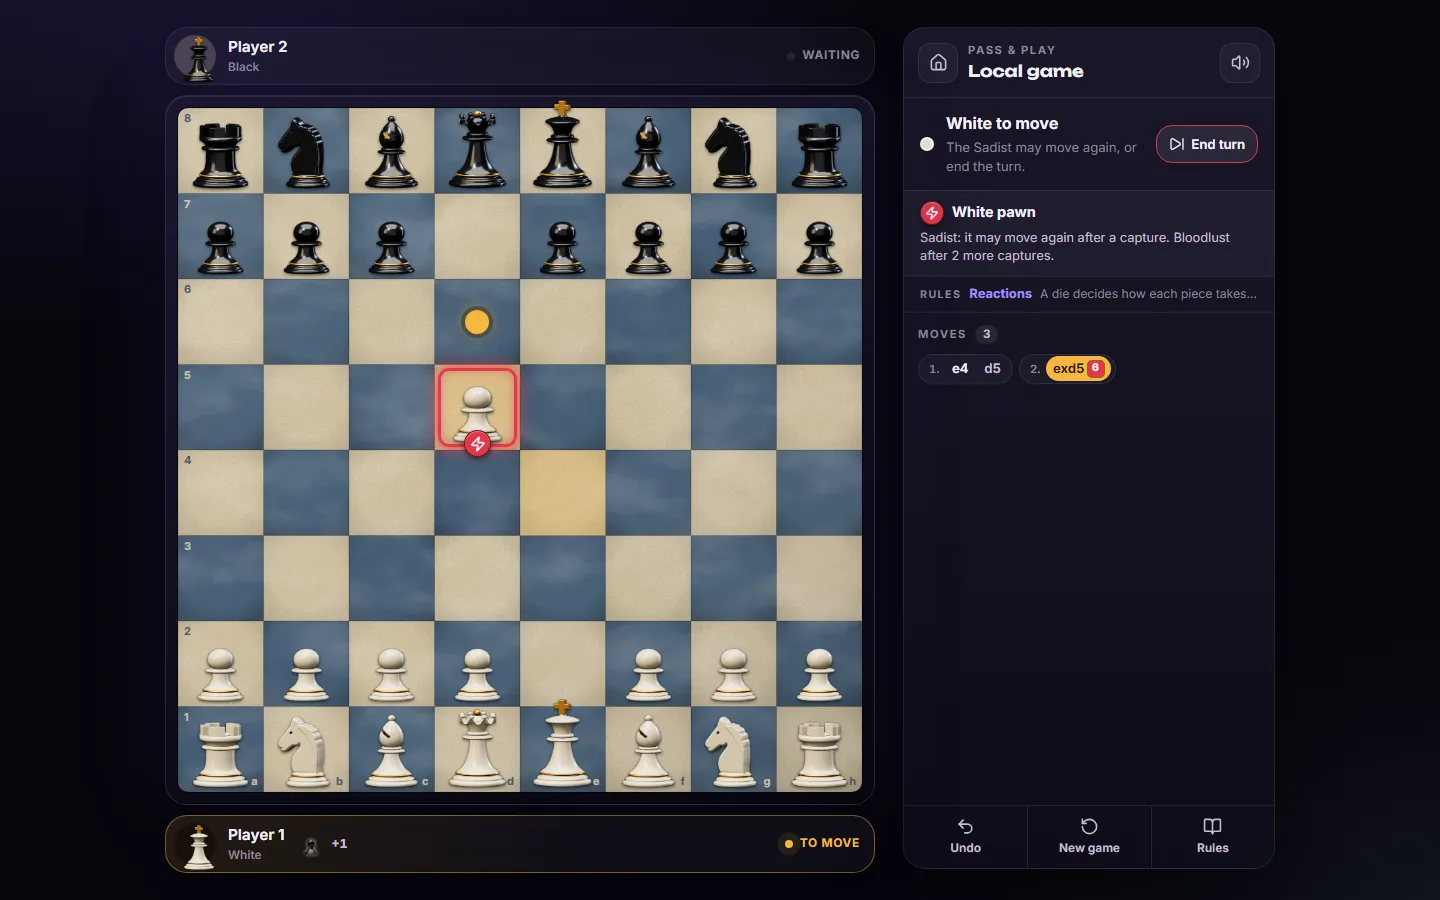 Player 2
Black
WAITING
8
7
6
5
4
3
2
1
a
b
c
d
e
f
g
h
Player 1
White
+1
TO MOVE
PASS & PLAY
Local game
White to move
The Sadist may move again, or
end the turn.
End turn
White pawn
Sadist: it may move again after a capture. Bloodlust
after 2 more captures.
RULES Reactions A die decides how each piece takes...
MOVES 3
1. e4 d5 2. exd5 6
Undo
New game
Rules